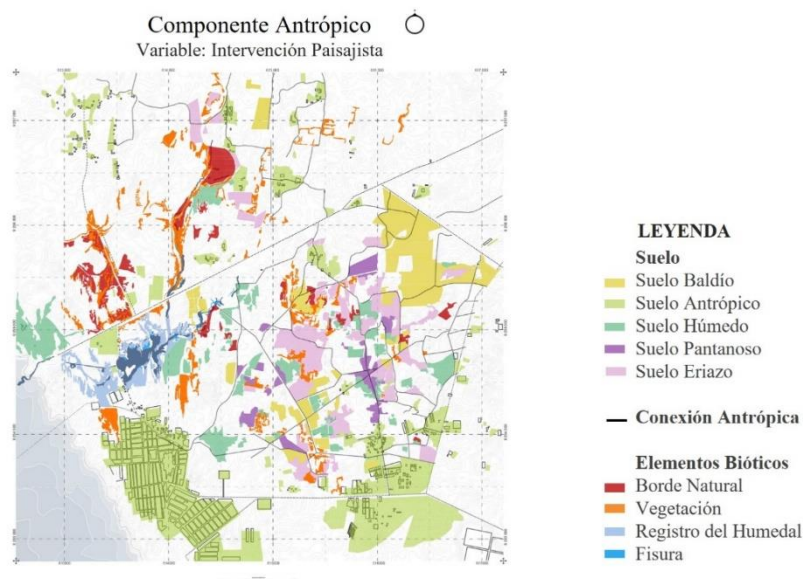 Componente Antrópico
Variable: Intervención Paisajista
LEYENDA
Suelo
Suelo Baldío
Suelo Antrópico
Suelo Húmedo
Suelo Pantanoso
Suelo Eriazo
Conexión Antrópica
Elementos Bióticos
Borde Natural
Vegetación
Registro del Humedal
Fisura